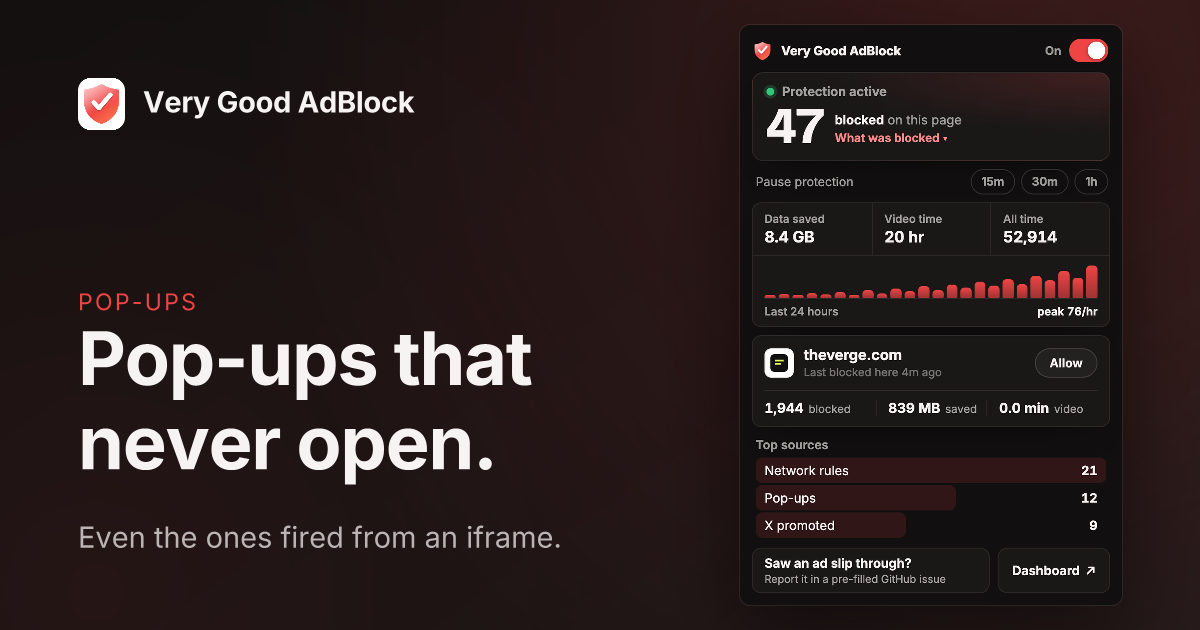 Very Good AdBlock
POP-UPS
Pop-ups that
never open.
Even the ones fired from an iframe.
Very Good AdBlock
On
Protection active
47
blocked on this page
What was blocked ▾
Pause protection
15m
30m
1h
Data saved
8.4 GB
Video time
20 hr
All time
52,914
Last 24 hours
peak 76/hr
theverge.com
Last blocked here 4m ago
Allow
1,944 blocked
839 MB saved
0.0 min video
Top sources
Network rules 21
Pop-ups 12
X promoted 9
Saw an ad slip through?
Report it in a pre-filled GitHub issue
Dashboard ↗